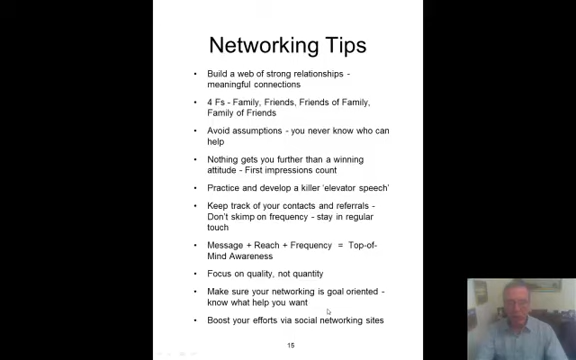 Networking Tips
• Build a web of strong relationships -
meaningful connections
• 4 Fs - Family, Friends, Friends of Family,
Family of Friends
• Avoid assumptions - you never know who can
help
• Nothing gets you further than a winning
attitude - First impressions count
• Practice and develop a killer ‘elevator speech’
• Keep track of your contacts and referrals -
Don’t skimp on frequency - stay in regular
touch
• Message + Reach + Frequency = Top-of-
Mind Awareness
• Focus on quality, not quantity
• Make sure your networking is goal oriented -
know what help you want
• Boost your efforts via social networking sites
15